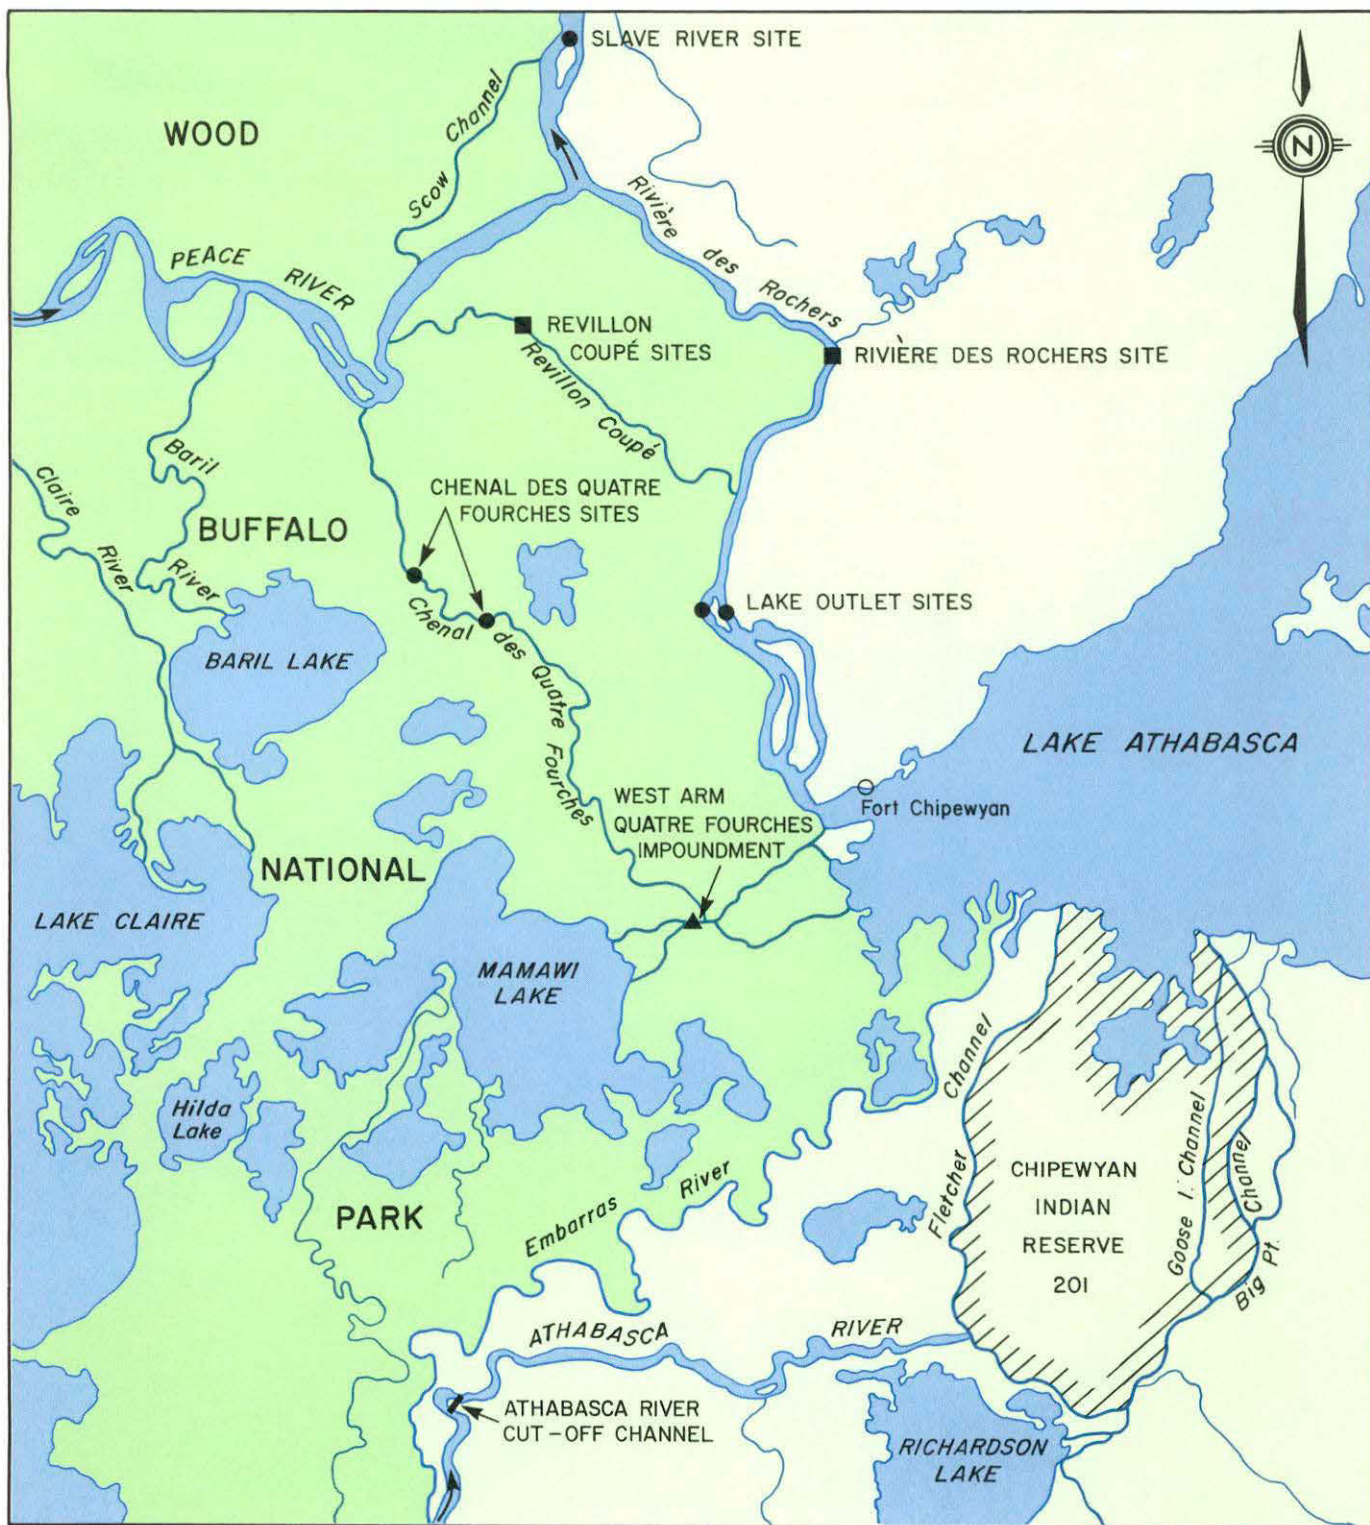 SLAVE RIVER SITE
WOOD
Scow Channel
N
PEACE RIVER
Rivière des Rochers
REVILLON
COUPÉ SITES
RIVIÈRE DES ROCHERS SITE
Revillon Coupé
Claire River
Baril River
CHENAL DES QUATRE
FOURCHES SITES
BUFFALO
LAKE OUTLET SITES
Chenal des Quatre Fourches
BARIL LAKE
LAKE ATHABASCA
Fort Chipewyan
WEST ARM
QUATRE FOURCHES
IMPOUNDMENT
NATIONAL
LAKE CLAIRE
MAMAWI
LAKE
Hilda
Lake
PARK
Embarras River
Fletcher Channel
CHIPEWYAN
INDIAN
RESERVE
201
Goose I. Channel
Big Pt. Channel
ATHABASCA RIVER
ATHABASCA RIVER
CUT-OFF CHANNEL
RICHARDSON
LAKE